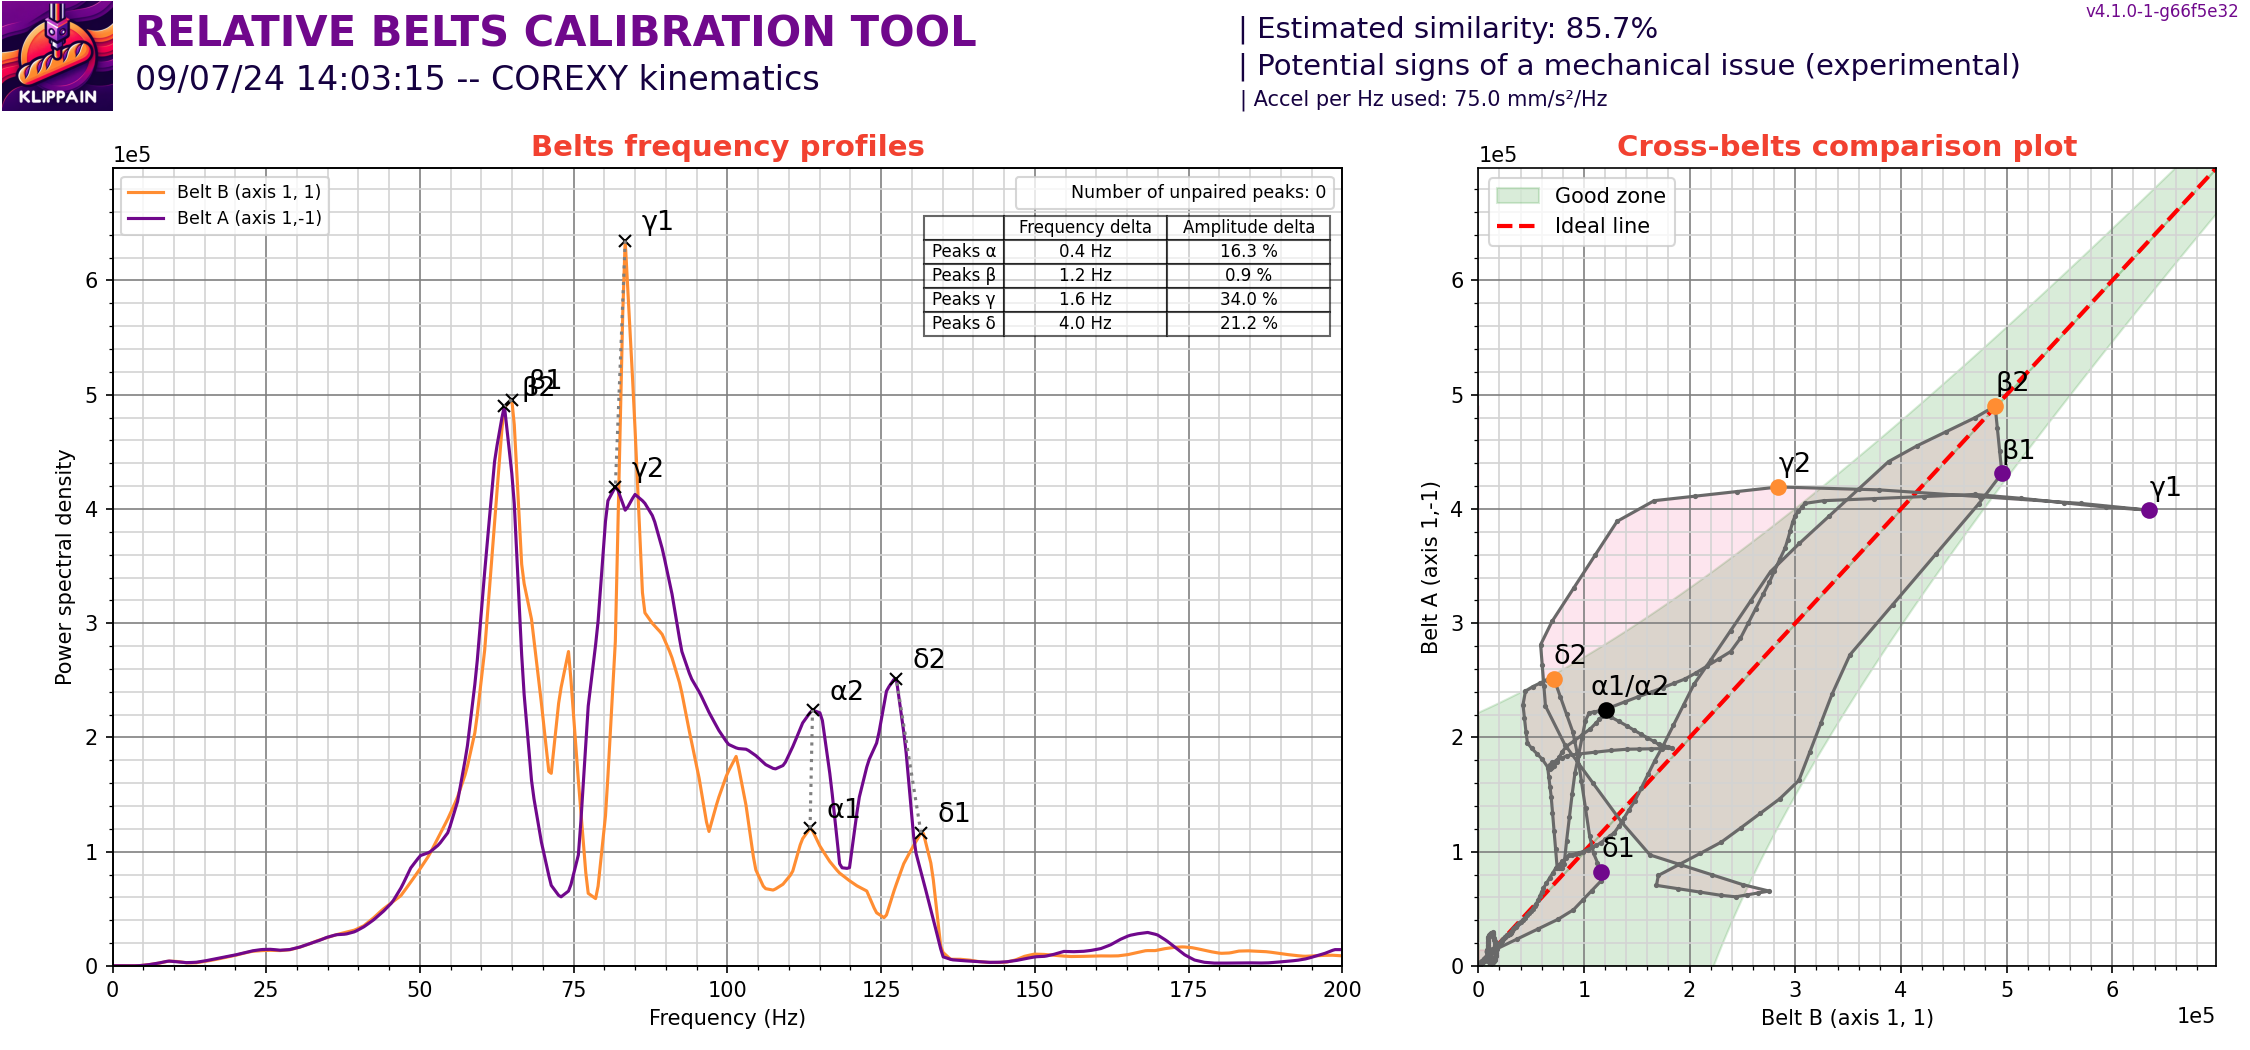 KLIPPAIN
RELATIVE BELTS CALIBRATION TOOL
09/07/24 14:03:15 -- COREXY kinematics
| Estimated similarity: 85.7%
| Potential signs of a mechanical issue (experimental)
| Accel per Hz used: 75.0 mm/s²/Hz
v4.1.0-1-g66f5e32
Belts frequency profiles
1e5
Belt B (axis 1, 1)
Belt A (axis 1,-1)
Number of unpaired peaks: 0
Frequency delta Amplitude delta
Peaks α 0.4 Hz 16.3 %
Peaks β 1.2 Hz 0.9 %
Peaks γ 1.6 Hz 34.0 %
Peaks δ 4.0 Hz 21.2 %
γ1
β1
β2
γ2
δ2
α2
α1
δ1
6
5
4
3
2
1
0
Power spectral density
0 25 50 75 100 125 150 175 200
Frequency (Hz)
Cross-belts comparison plot
1e5
Good zone
Ideal line
β2
β1
γ2
γ1
δ2
α1/α2
δ1
6
5
4
3
2
1
0
Belt A (axis 1,-1)
0 1 2 3 4 5 6
Belt B (axis 1, 1)
1e5